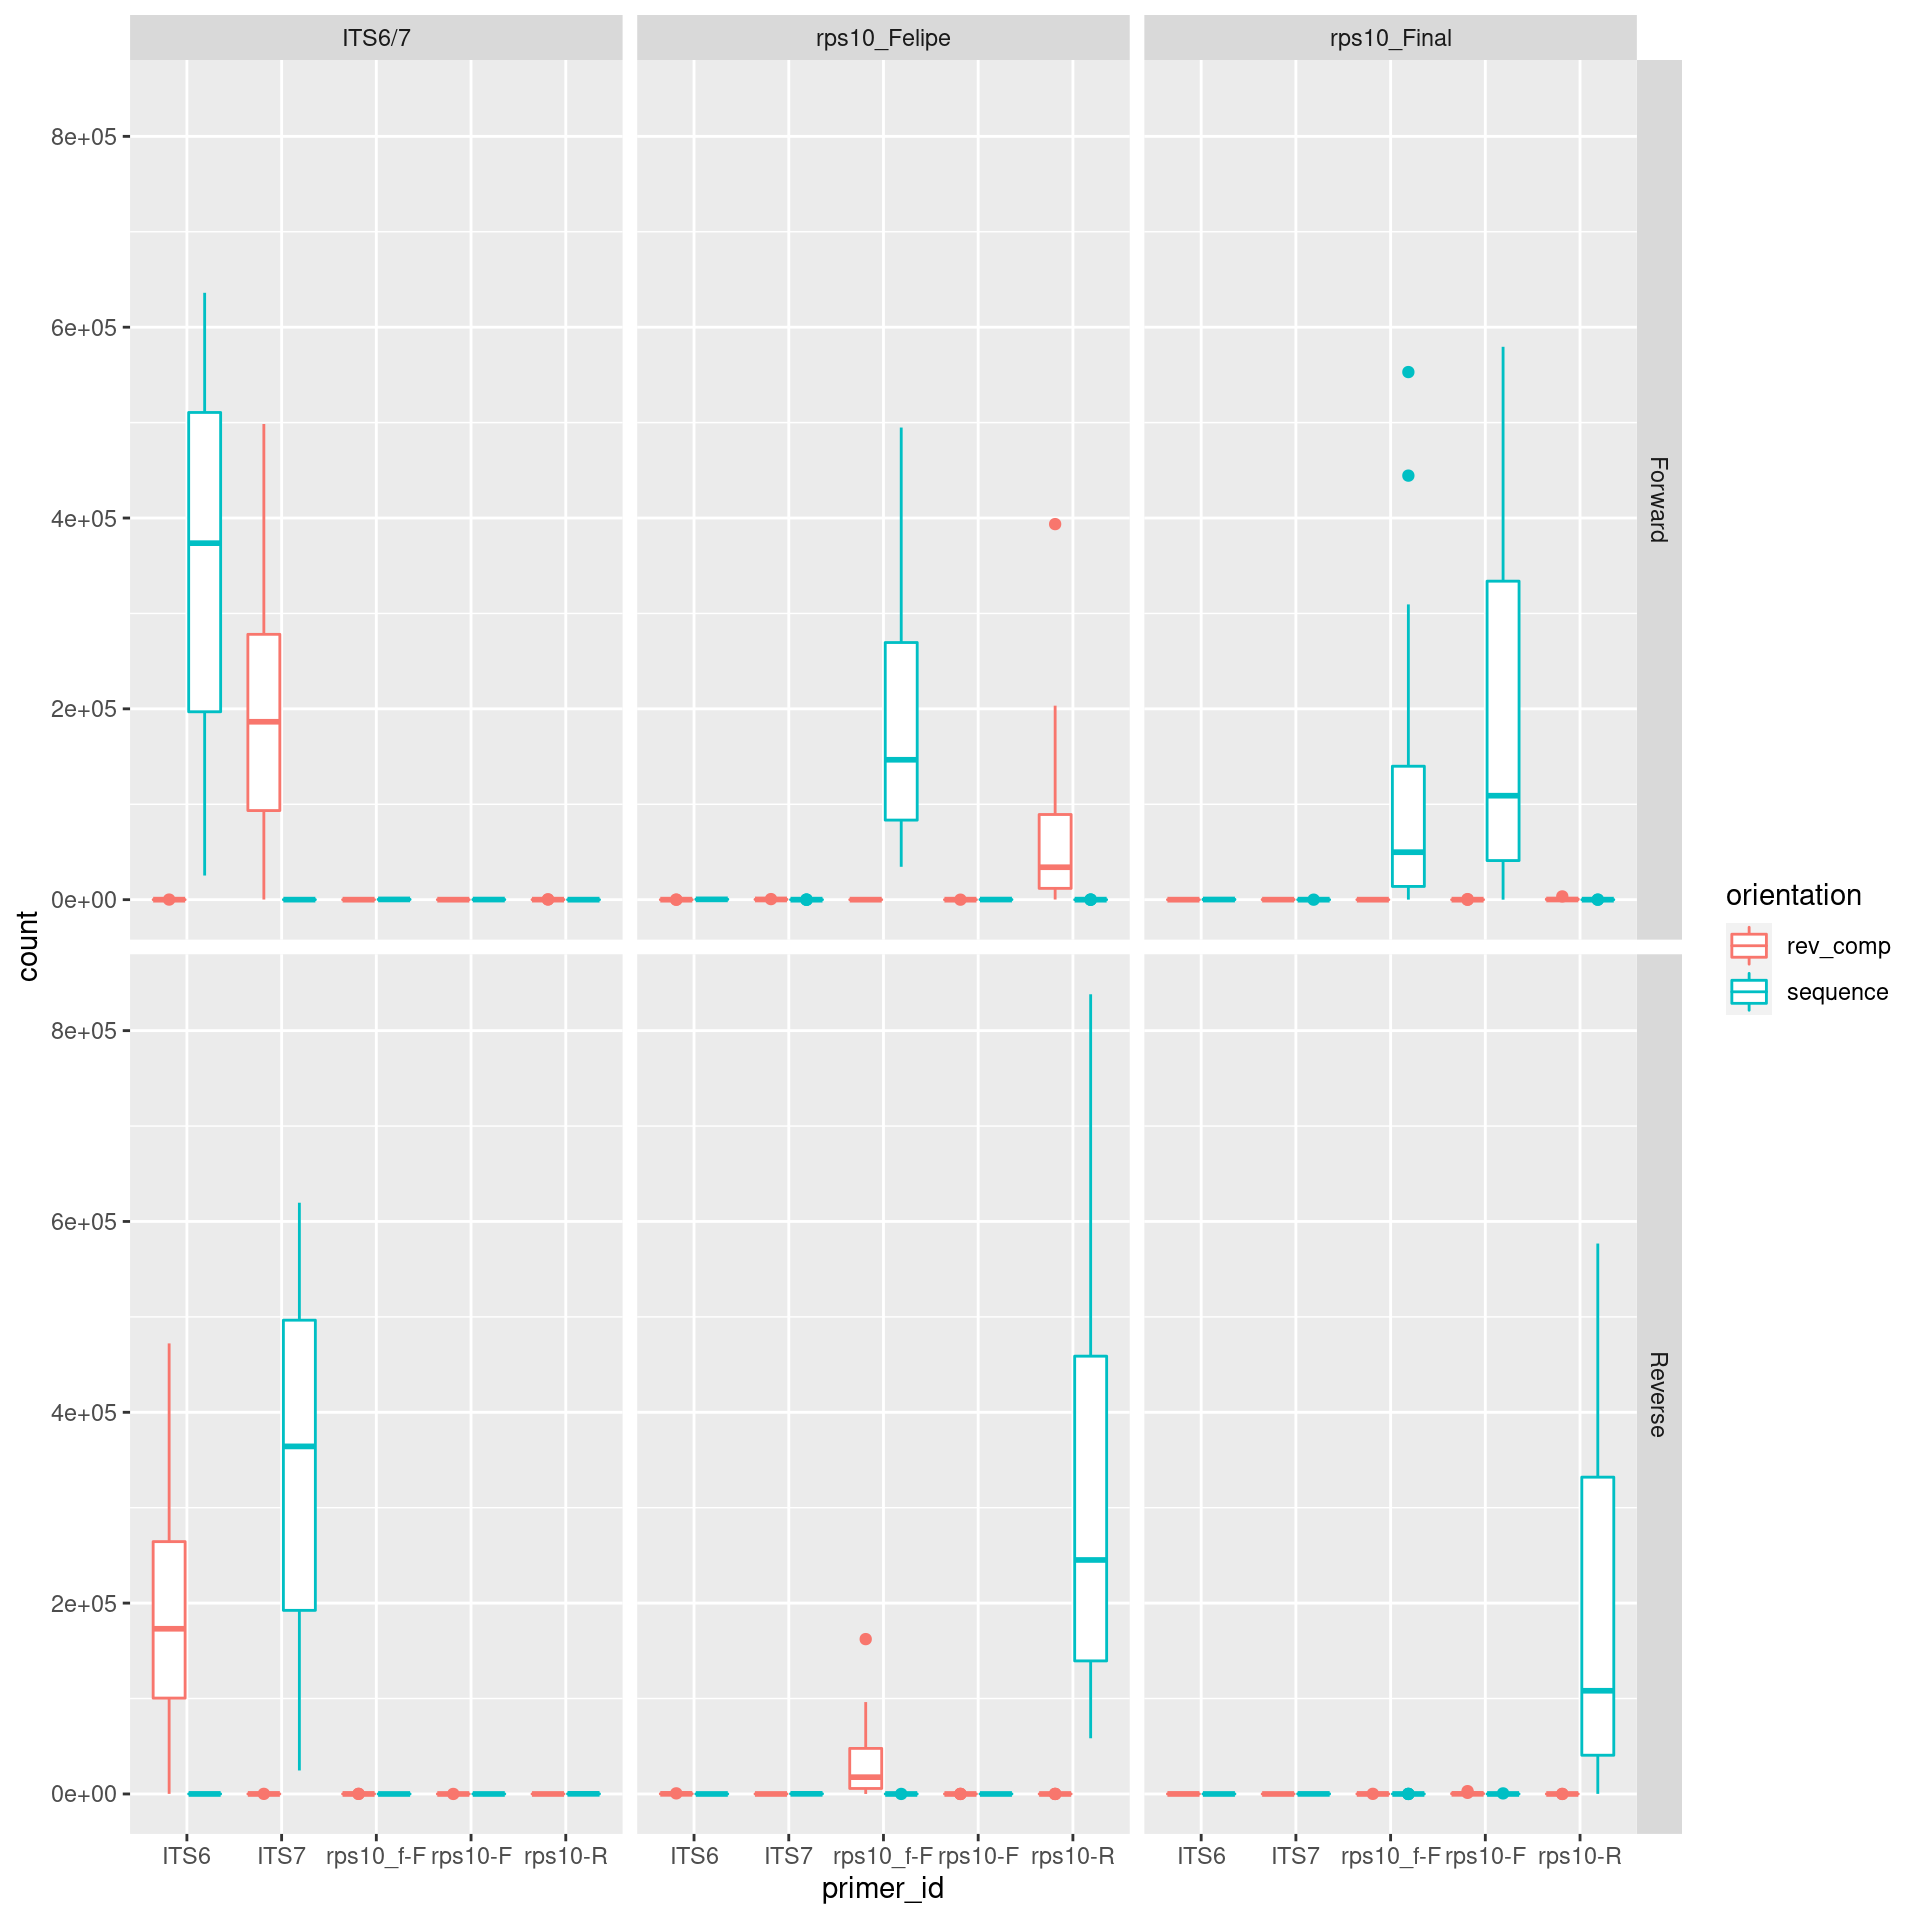 ITS6/7 rps10_Felipe rps10_Final
8e+05
6e+05
4e+05
2e+05
0e+00
Forward
count
8e+05
6e+05
4e+05
2e+05
0e+00
Reverse
ITS6 ITS7 rps10_f-F rps10-F rps10-R ITS6 ITS7 rps10_f-F rps10-F rps10-R ITS6 ITS7 rps10_f-F rps10-F rps10-R
primer_id
orientation
rev_comp
sequence